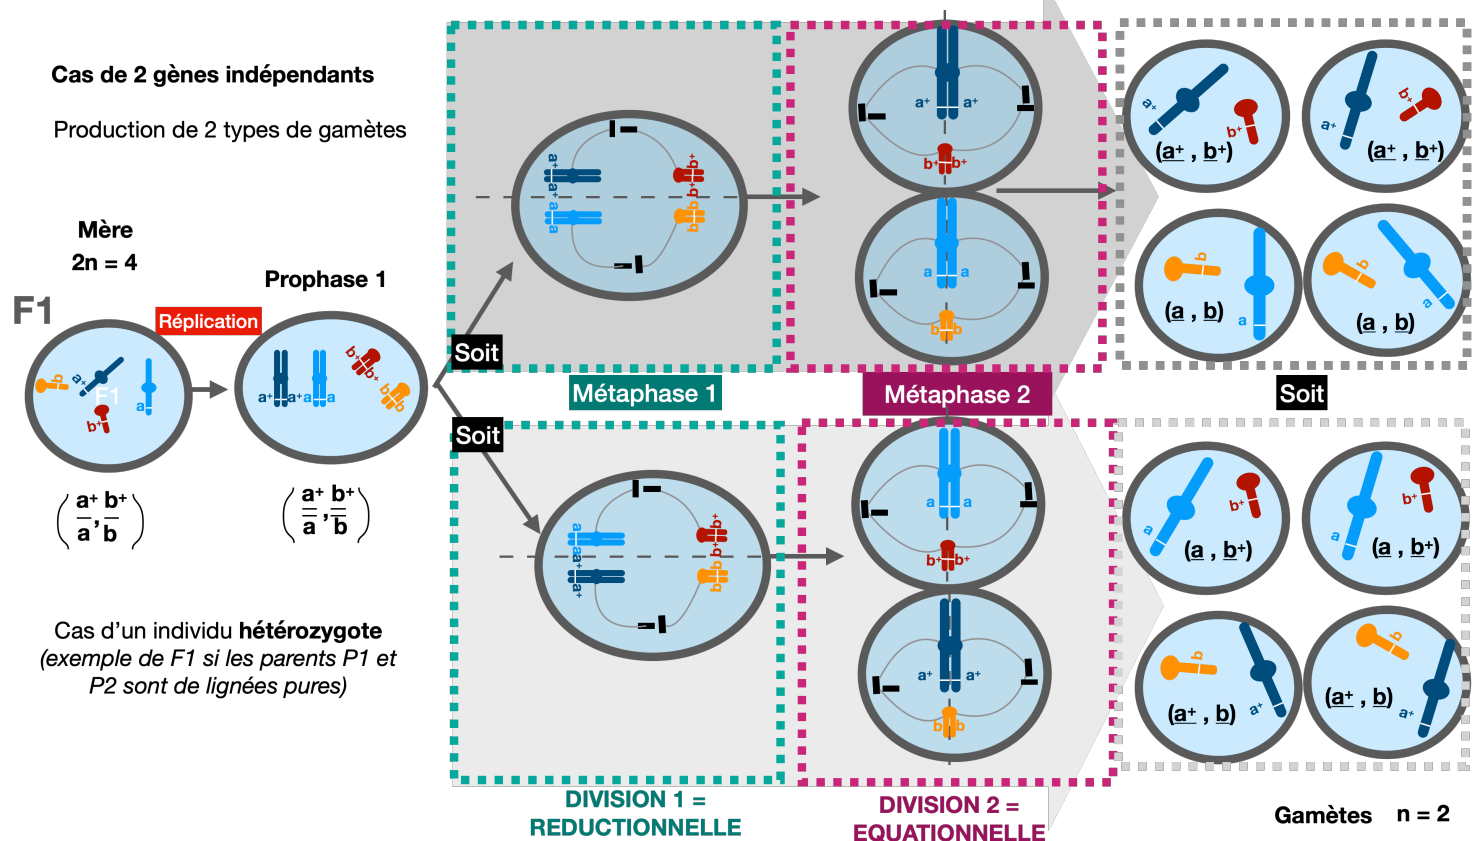 Cas de 2 gènes indépendants
Production de 2 types de gamètes
Mère
2n = 4
F1
Réplication
Prophase 1
b
a+
F1
a
b+
a+ a+ a a
b+ b+
b b
(a+/a , b+/b)
(a+/a , b+/b)
Cas d’un individu hétérozygote
(exemple de F1 si les parents P1 et
P2 sont de lignées pures)
Soit
Soit
a+ a+ b+ b+
a a b b
Métaphase 1
a a b+ b+
a+ a+ b b
DIVISION 1 =
REDUCTIONNELLE
a+ a+
b+ b+
a a
b b
Métaphase 2
a a
b+ b+
a+ a+
b b
DIVISION 2 =
EQUATIONNELLE
a+ b+
(a+ , b+)
a+ b+
(a+ , b+)
b a
(a , b)
b a
(a , b)
Soit
a b+
(a , b+)
a b+
(a , b+)
b a+
(a+ , b)
b a+
(a+ , b)
Gamètes n = 2